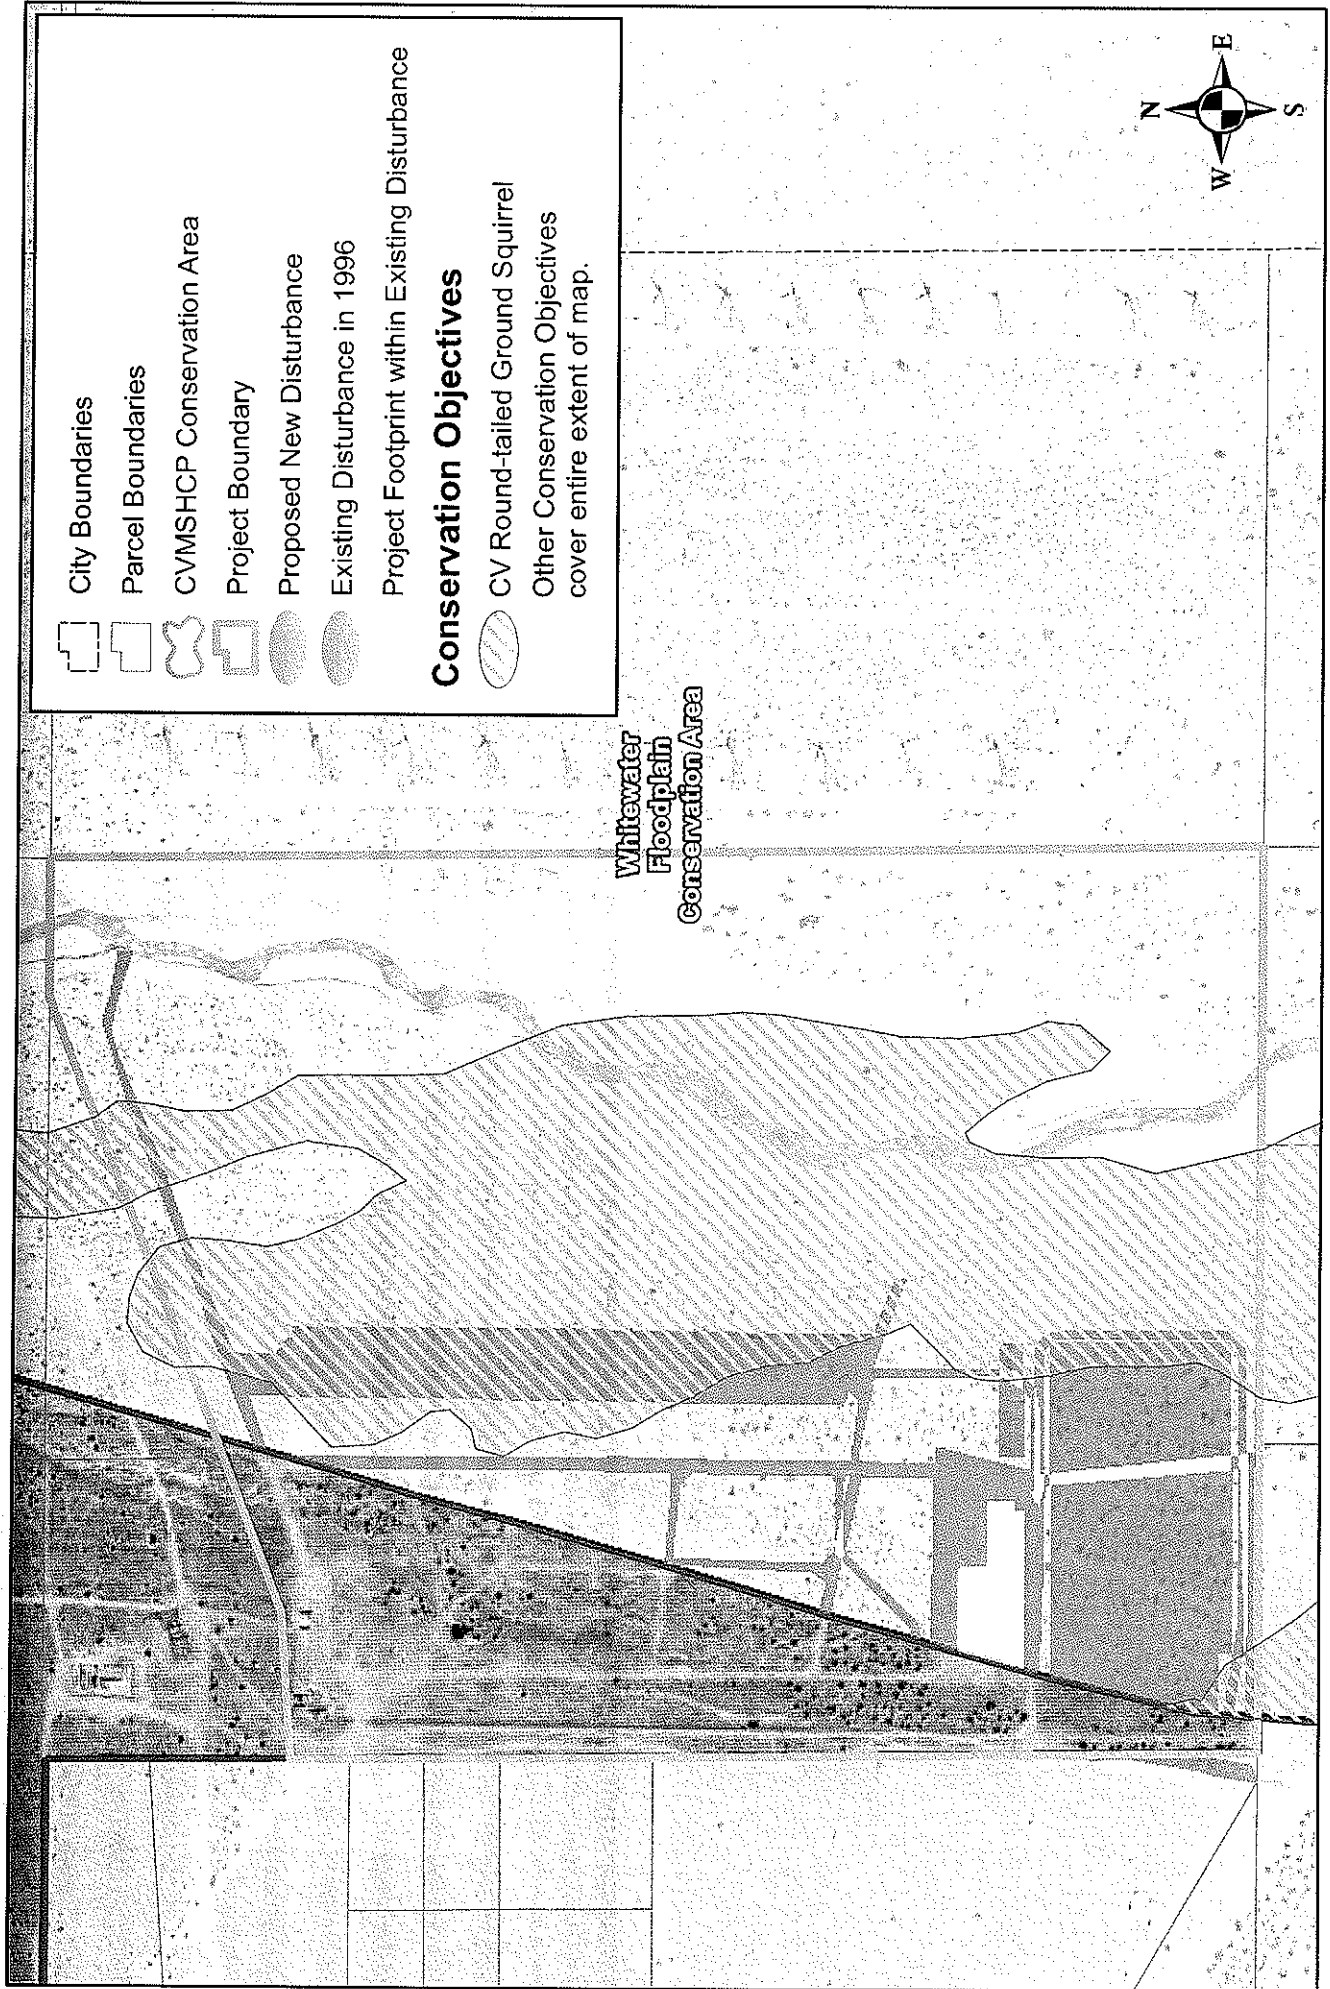 City Boundaries
Parcel Boundaries
CVMSHCP Conservation Area
Project Boundary
Proposed New Disturbance
Existing Disturbance in 1996
Project Footprint within Existing Disturbance
Conservation Objectives
CV Round-tailed Ground Squirrel
Other Conservation Objectives
cover entire extent of map.
Whitewater
Floodplain
Conservation Area
N
W
E
S